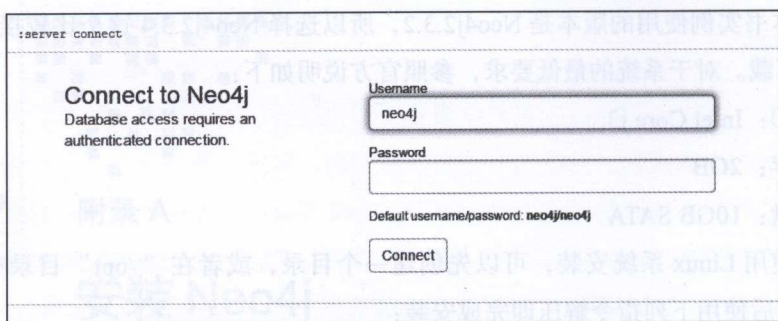 :server connect
Connect to Neo4j
Database access requires an
authenticated connection.
Username
neo4j
Password
Default username/password: neo4j/neo4j
Connect